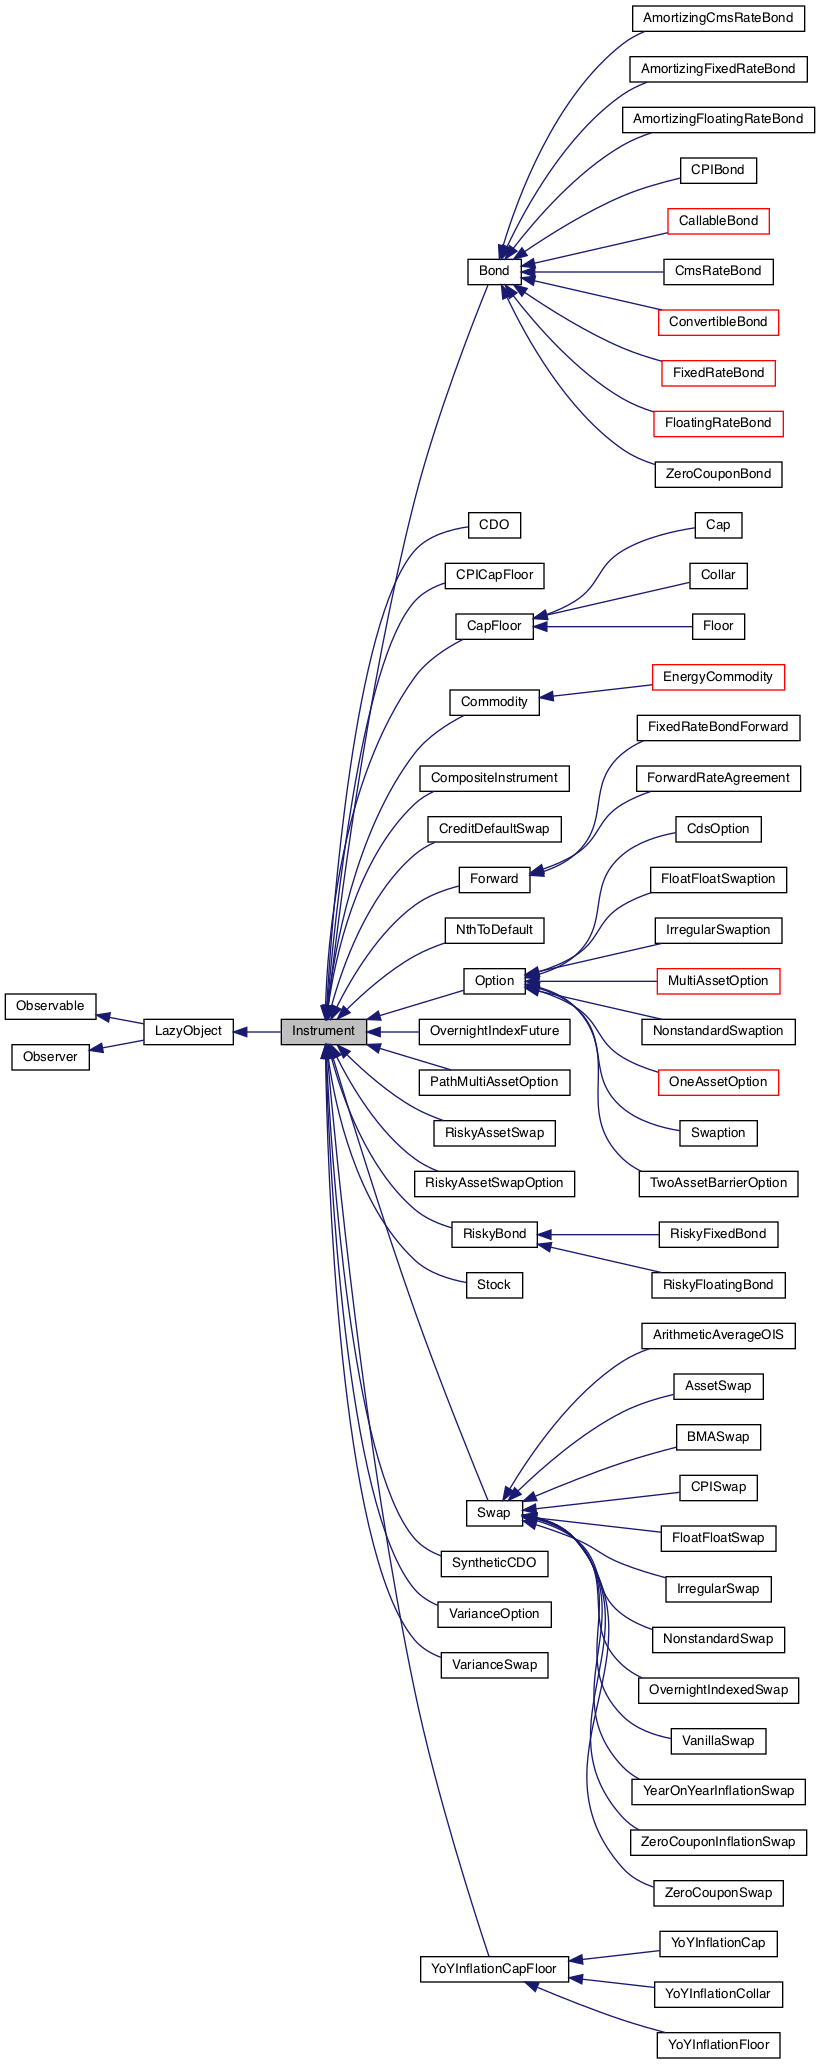 AmortizingCmsRateBond
AmortizingFixedRateBond
AmortizingFloatingRateBond
CPIBond
CallableBond
Bond
CmsRateBond
ConvertibleBond
FixedRateBond
FloatingRateBond
ZeroCouponBond
CDO
Cap
CPICapFloor
Collar
CapFloor
Floor
EnergyCommodity
Commodity
FixedRateBondForward
CompositeInstrument
ForwardRateAgreement
CreditDefaultSwap
CdsOption
Forward
FloatFloatSwaption
NthToDefault
IrregularSwaption
Option
MultiAssetOption
Observable
LazyObject
Instrument
OvernightIndexFuture
NonstandardSwaption
Observer
PathMultiAssetOption
OneAssetOption
RiskyAssetSwap
Swaption
RiskyAssetSwapOption
TwoAssetBarrierOption
RiskyBond
RiskyFixedBond
Stock
RiskyFloatingBond
ArithmeticAverageOIS
AssetSwap
BMASwap
CPISwap
Swap
FloatFloatSwap
SyntheticCDO
IrregularSwap
VarianceOption
NonstandardSwap
VarianceSwap
OvernightIndexedSwap
VanillaSwap
YearOnYearInflationSwap
ZeroCouponInflationSwap
ZeroCouponSwap
YoYInflationCap
YoYInflationCapFloor
YoYInflationCollar
YoYInflationFloor